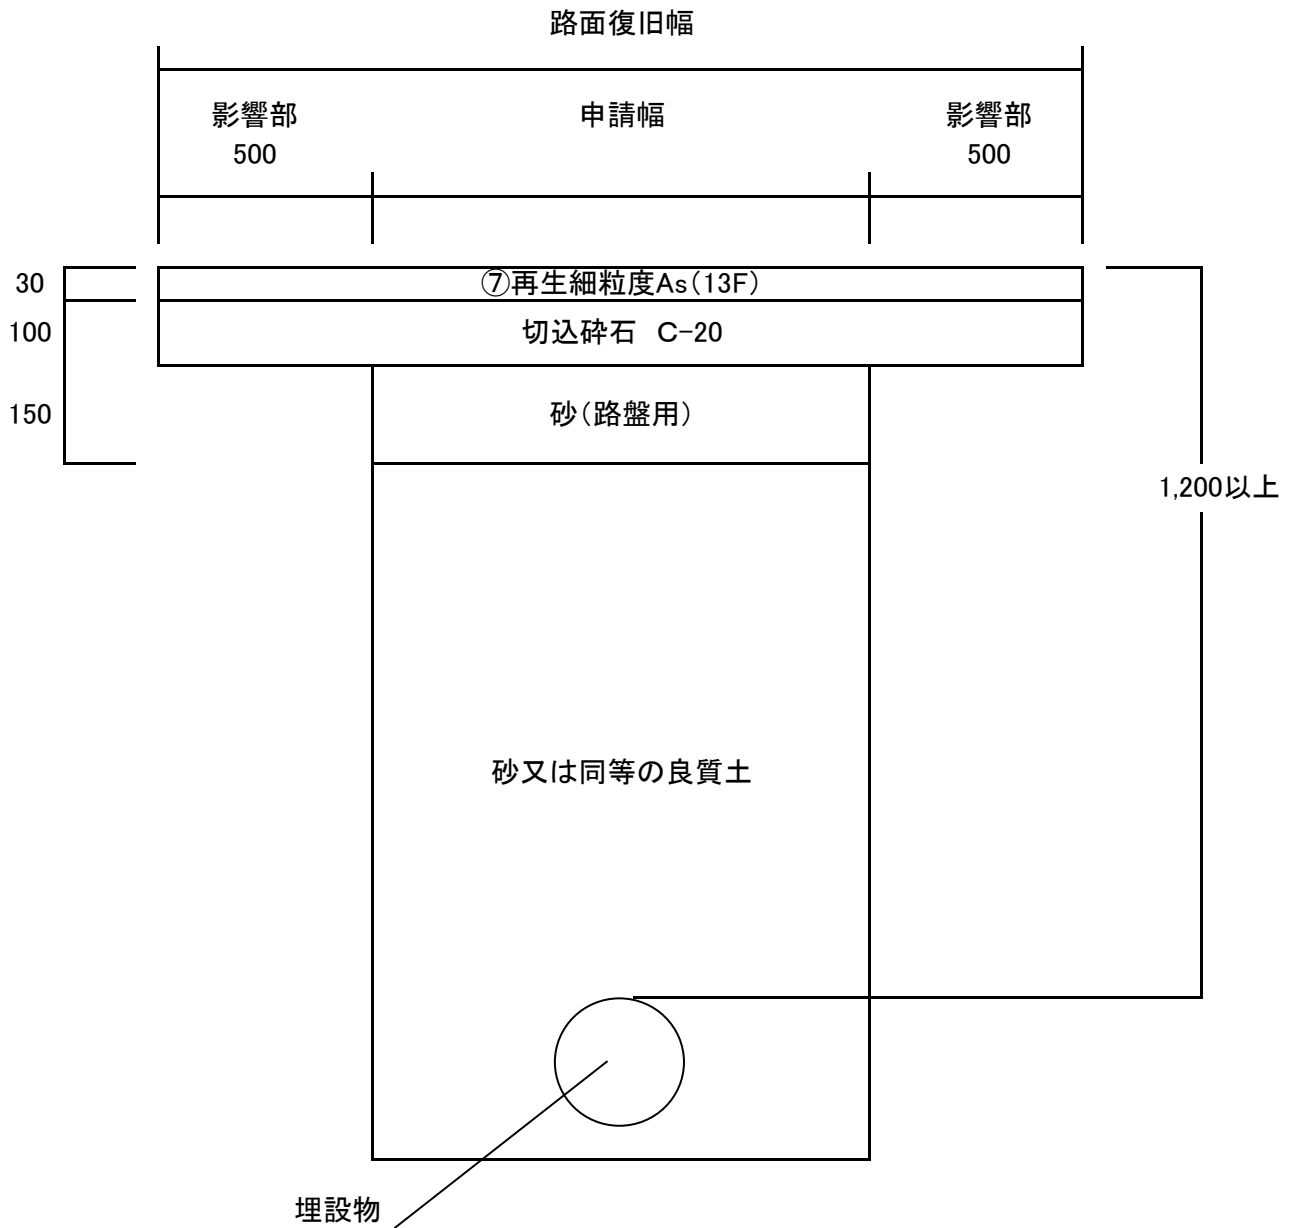 路面復旧幅
影響部
500
申請幅
影響部
500
30
⑦再生細粒度As(13F)
100
切込砕石 C-20
150
砂(路盤用)
1,200以上
砂又は同等の良質土
埋設物